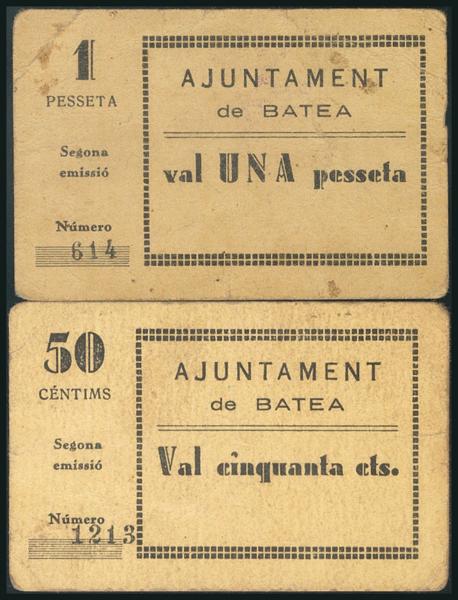 1
PESSETA
Segona
emissió
Número
614
AJUNTAMENT
de BATEA
val UNA pesseta
50
CÉNTIMS
Segona
emissió
Número
1213
AJUNTAMENT
de BATEA
Val cinquanta cts.